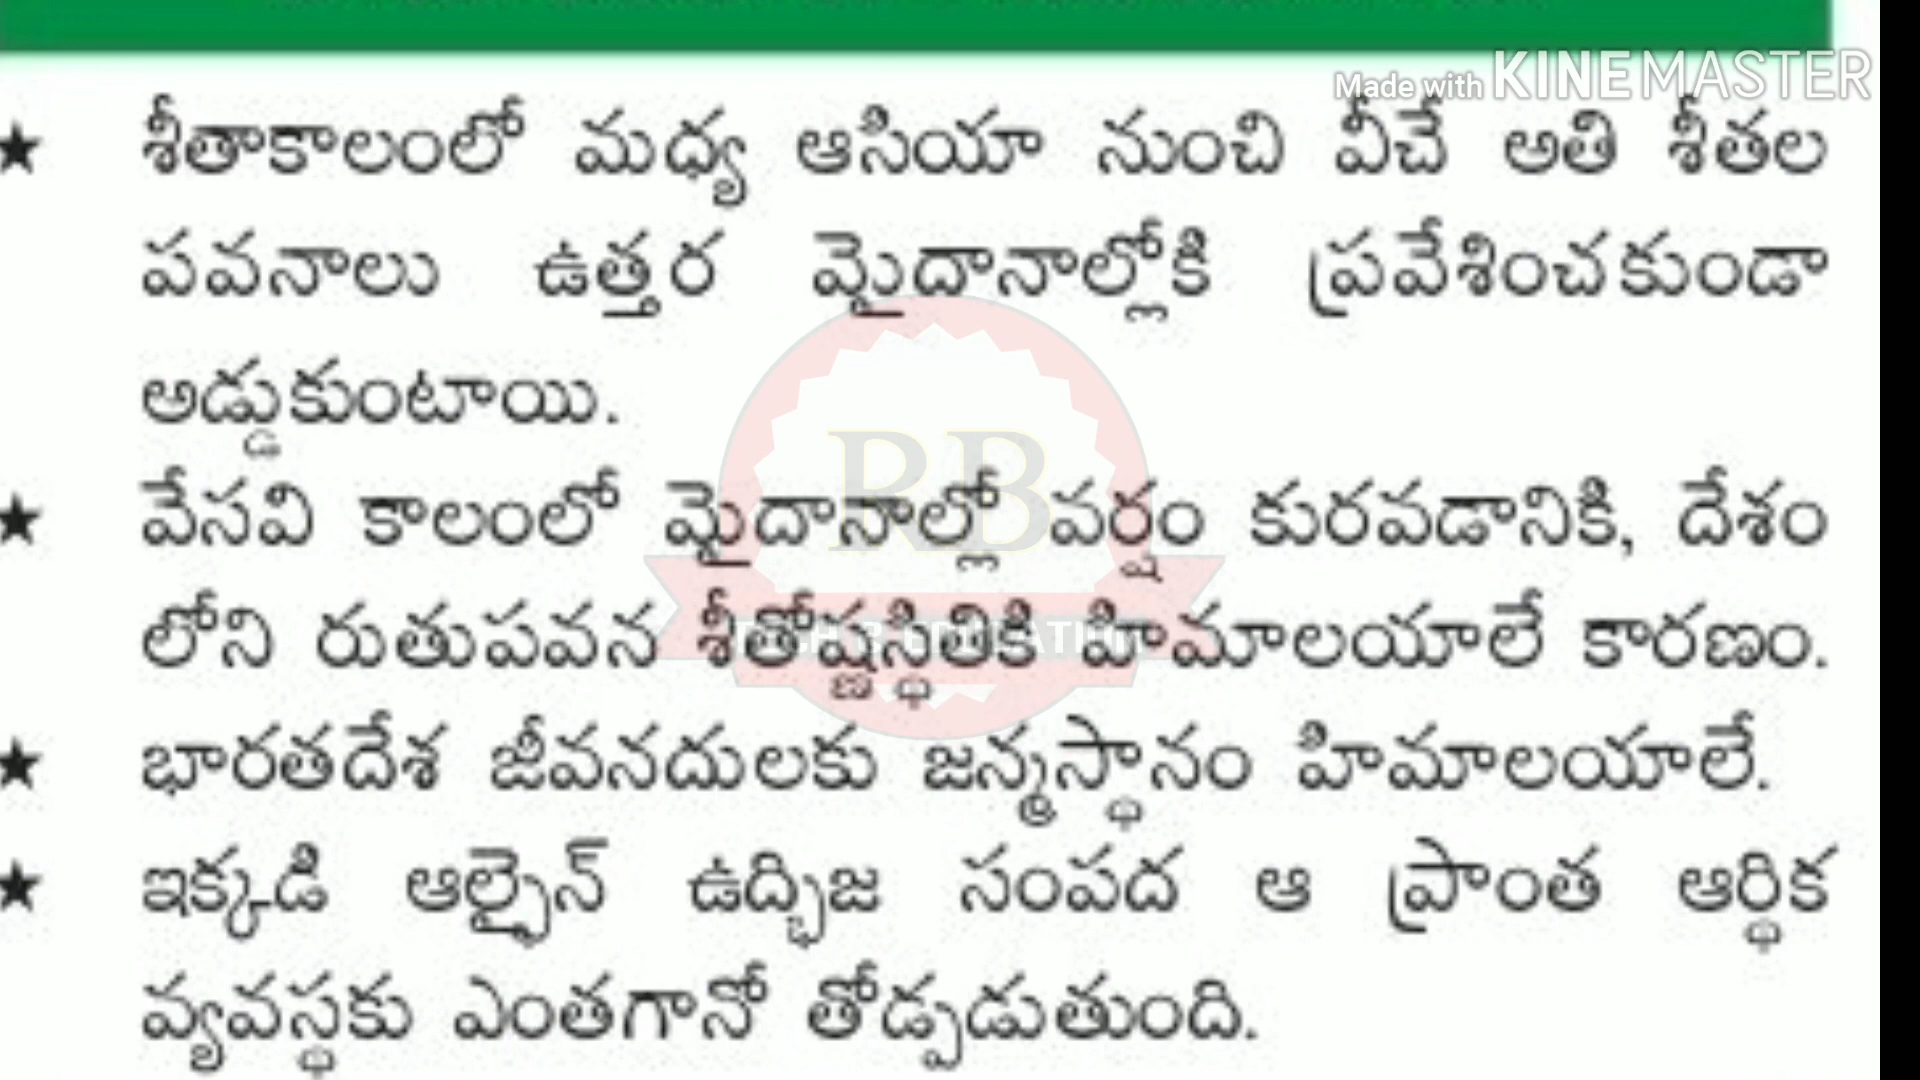 Made with KINEMASTER
★ శీతాకాలంలో మధ్య ఆసియా నుంచి వీచే అతి శీతల
పవనాలు ఉత్తర మైదానాల్లోకి ప్రవేశించకుండా
అడ్డుకుంటాయి.
★ వేసవి కాలంలో మైదానాల్లో వర్షం కురవడానికి, దేశం
లోని రుతుపవన శీతోష్ణస్థితికి హిమాలయాలే కారణం.
★ భారతదేశ జీవనదులకు జన్మస్థానం హిమాలయాలే.
★ ఇక్కడి ఆల్ఫైన్ ఉద్భిజ సంపద ఆ ప్రాంత ఆర్థిక
వ్యవస్థకు ఎంతగానో తోడ్పడుతుంది.
RB